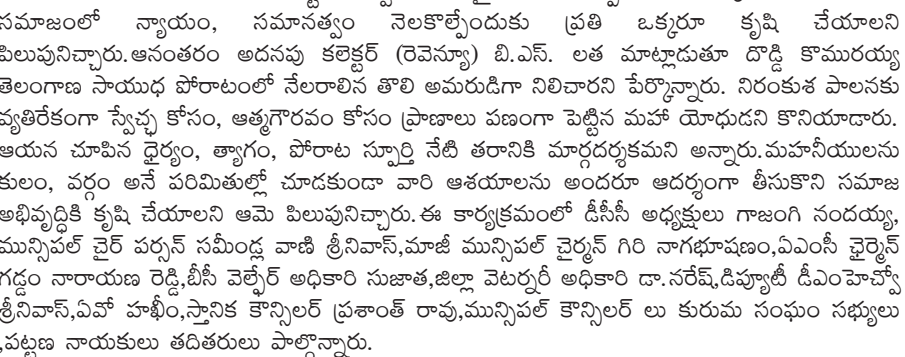 సమాజంలో న్యాయం, సమానత్వం నెలకొల్పేందుకు ప్రతి ఒక్కరూ కృషి చేయాలని
పిలుపునిచ్చారు.ఆనంతరం అదనపు కలెక్టర్ (రెవెన్యూ) బి.ఎస్. లత మాట్లాడుతూ దొడ్డి కొమురయ్య
తెలంగాణ సాయుధ పోరాటంలో నేలరాలిన తొలి అమరుడిగా నిలిచారని పేర్కొన్నారు. నిరంకుశ పాలనకు
వ్యతిరేకంగా స్వేచ్ఛ కోసం, ఆత్మగౌరవం కోసం ప్రాణాలు పణంగా పెట్టిన మహా యోధుడని కొనియాడారు.
ఆయన చూపిన ధైర్యం, త్యాగం, పోరాట స్పూర్తి నేటి తరానికి మార్గదర్శకమని అన్నారు.మహనీయులను
కులం, వర్గం అనే పరిమితుల్లో చూడకుండా వారి ఆశయాలను అందరూ ఆదర్శంగా తీసుకొని సమాజ
అభివృద్ధికి కృషి చేయాలని ఆమె పిలుపునిచ్చారు.ఈ కార్యక్రమంలో డీసీసీ అధ్యక్షులు గాజంగి నందయ్య,
మున్సిపల్ చైర్ పర్సన్ సమీండ్ల వాణి శ్రీనివాస్,మాజీ మున్సిపల్ చైర్మన్ గిరి నాగభూషణం,ఏఎంసీ ఛైర్మెన్
గడ్డం నారాయణ రెడ్డి,బీసీ వెల్ఫేర్ అధికారి సుజాత,జిల్లా వెటర్నరీ అధికారి డా.నరేష్,డిప్యూటీ డీఎంహెచ్వో
శ్రీనివాస్,ఏవో హఖీం,స్తానిక కౌన్సిలర్ ప్రశాంత్ రావు,మున్సిపల్ కౌన్సిలర్ లు కురుమ సంఘం సభ్యులు
,పట్టణ నాయకులు తదితరులు పాల్గొన్నారు.